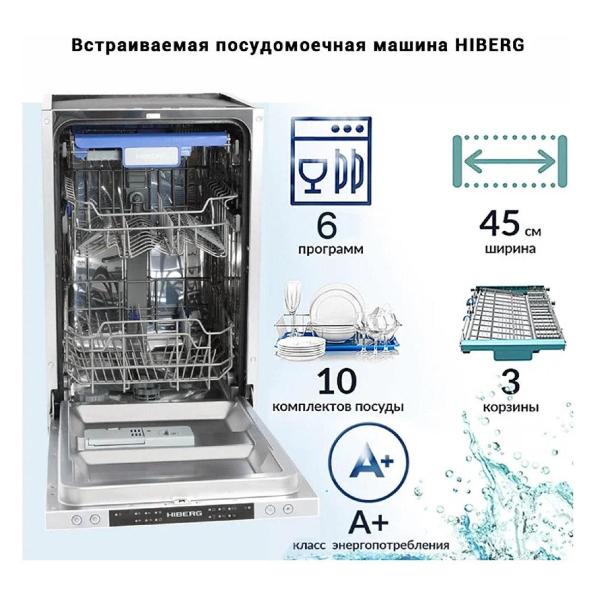 Встраиваемая посудомоечная машина HIBERG
6
программ
45 см
ширина
10
комплектов посуды
3
корзины
A+
A+
класс энергопотребления
HIBERG